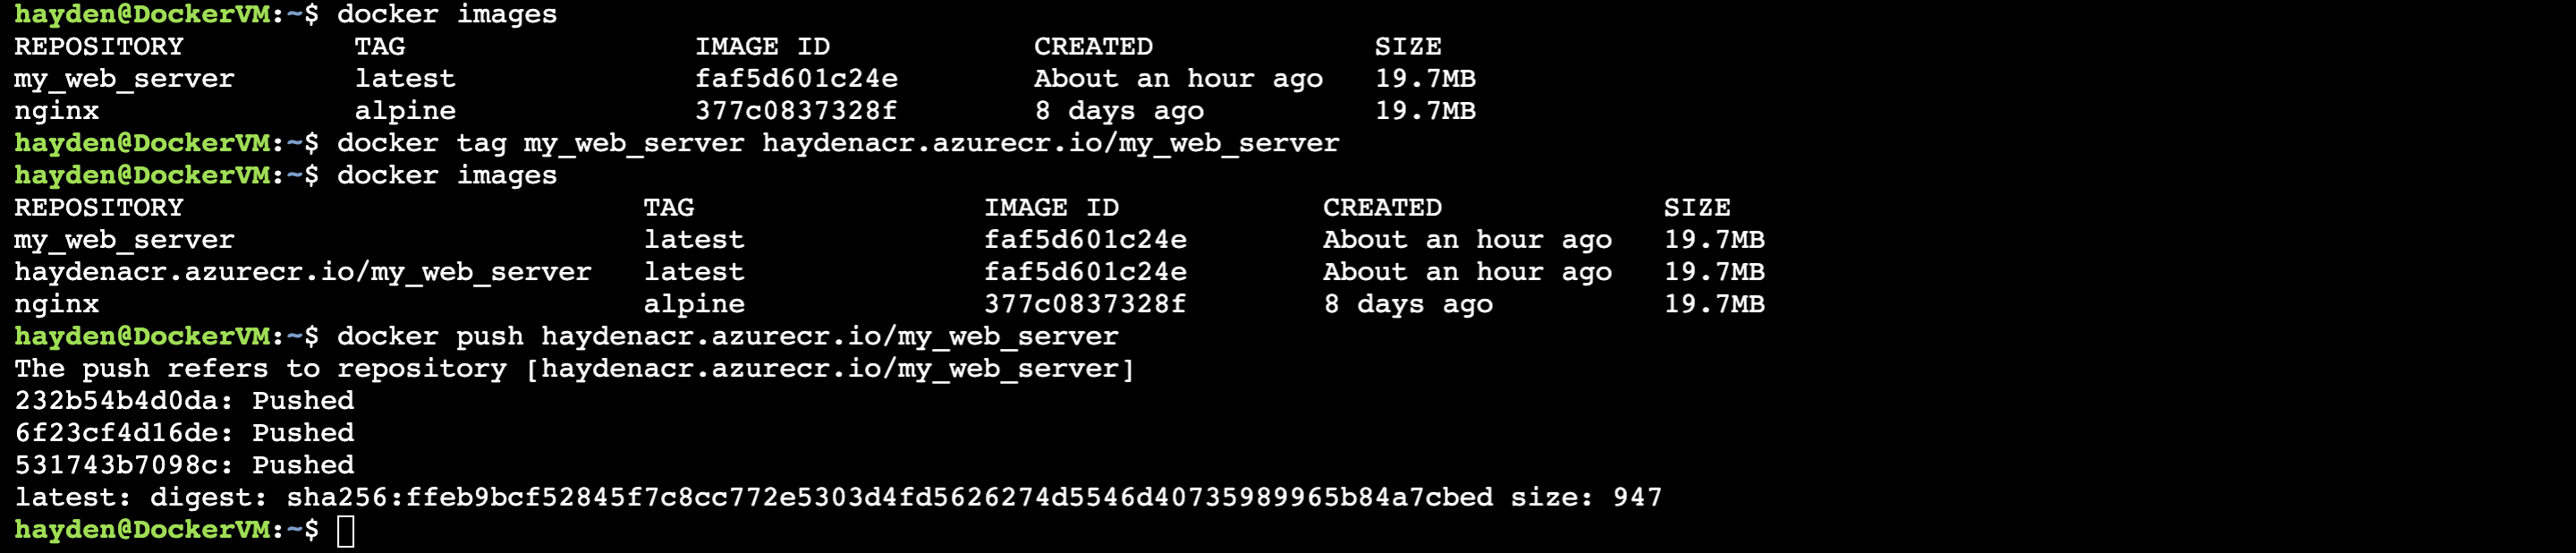 hayden@DockerVM:~$ docker images
REPOSITORY          TAG                 IMAGE ID            CREATED             SIZE
my_web_server       latest              faf5d601c24e        About an hour ago   19.7MB
nginx               alpine              377c0837328f        8 days ago          19.7MB
hayden@DockerVM:~$ docker tag my_web_server haydenacr.azurecr.io/my_web_server
hayden@DockerVM:~$ docker images
REPOSITORY                           TAG                 IMAGE ID            CREATED             SIZE
my_web_server                        latest              faf5d601c24e        About an hour ago   19.7MB
haydenacr.azurecr.io/my_web_server   latest              faf5d601c24e        About an hour ago   19.7MB
nginx                                alpine              377c0837328f        8 days ago          19.7MB
hayden@DockerVM:~$ docker push haydenacr.azurecr.io/my_web_server
The push refers to repository [haydenacr.azurecr.io/my_web_server]
232b54b4d0da: Pushed
6f23cf4d16de: Pushed
531743b7098c: Pushed
latest: digest: sha256:ffeb9bcf52845f7c8cc772e5303d4fd5626274d5546d40735989965b84a7cbed size: 947
hayden@DockerVM:~$